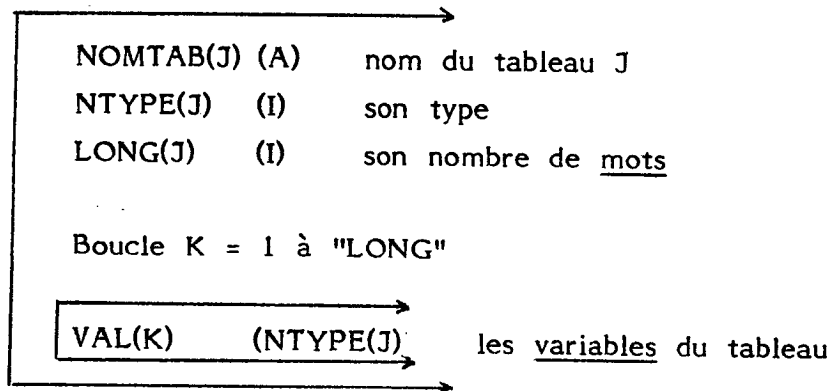 NOMTAB(J) (A) nom du tableau J
NTYPE(J) (I) son type
LONG(J) (I) son nombre de mots
Boucle K = 1 à "LONG"
VAL(K) (NTYPE(J) les variables du tableau